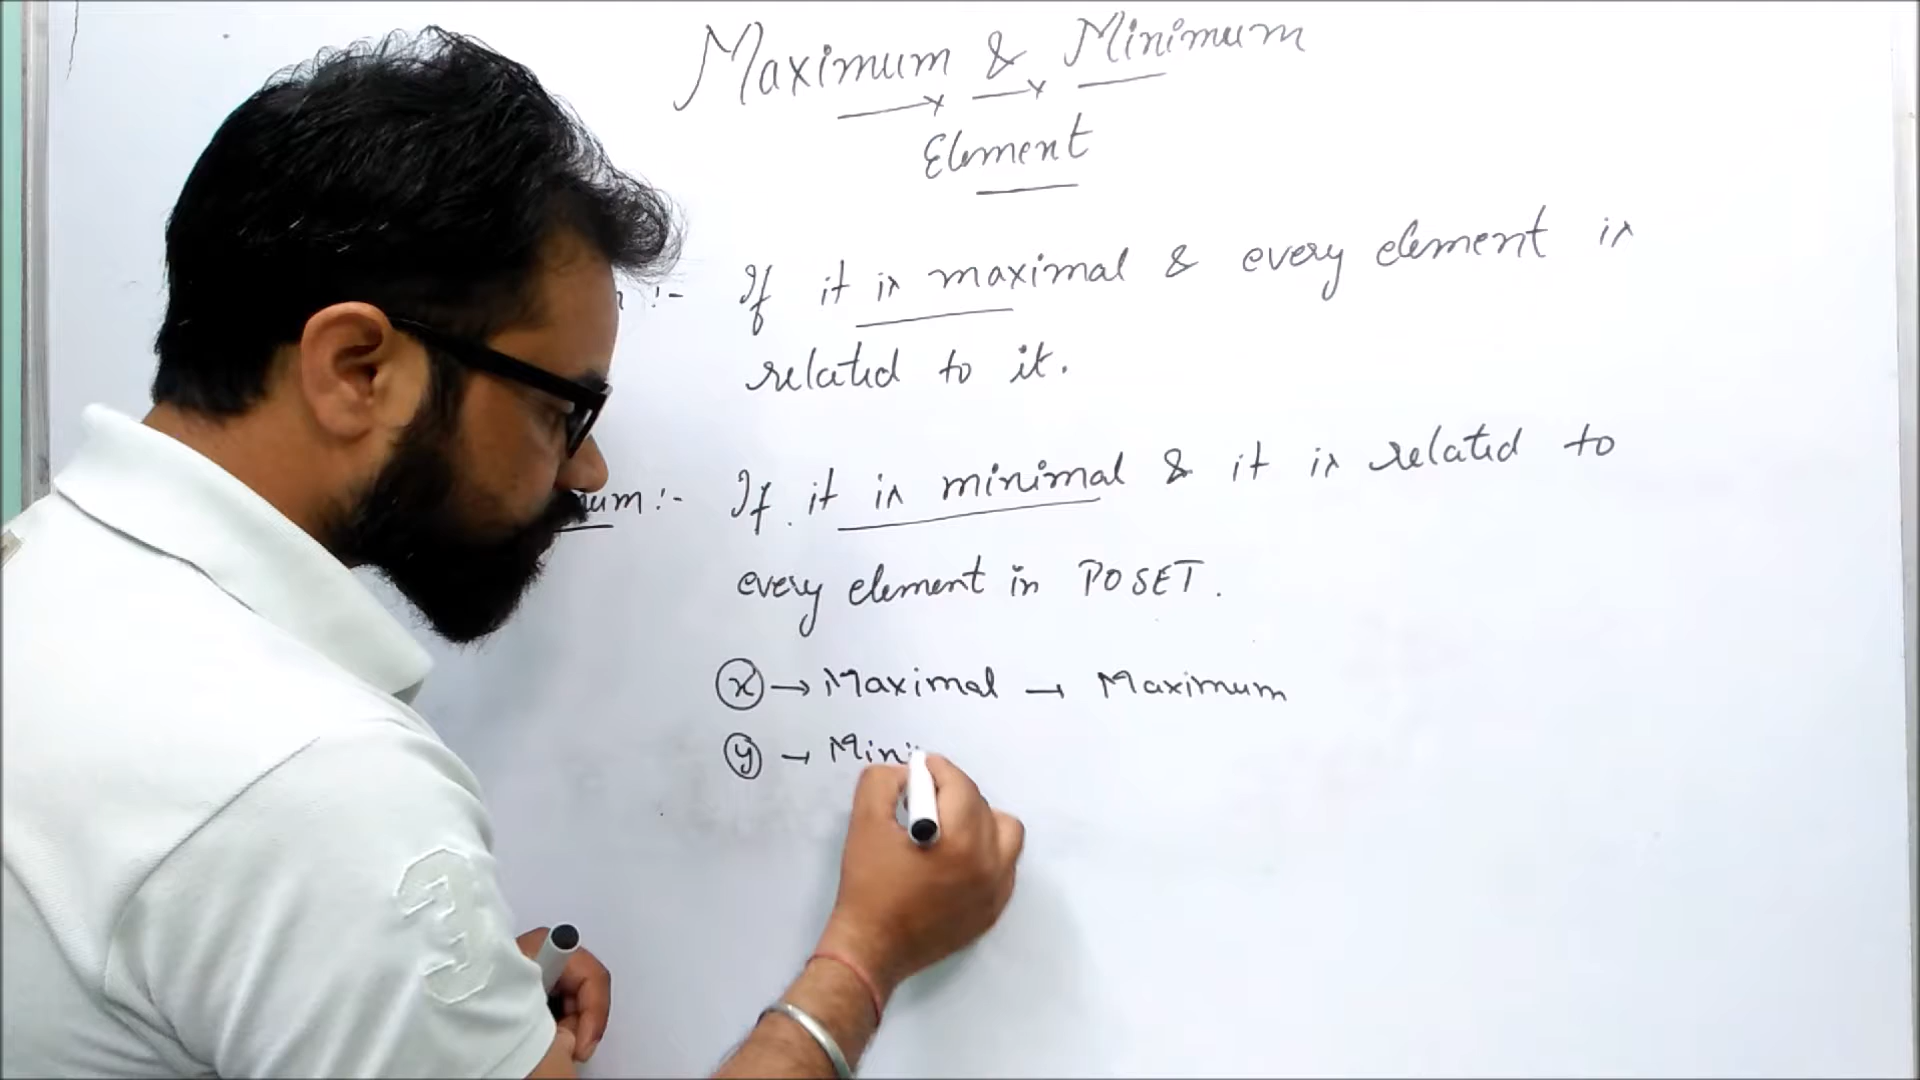 Maximum & Minimum
Element
:- If it is maximal & every element is
related to it.
:- If it is minimal & it is related to
every element in POSET.
x → Maximal → Maximum
y → Mini
3